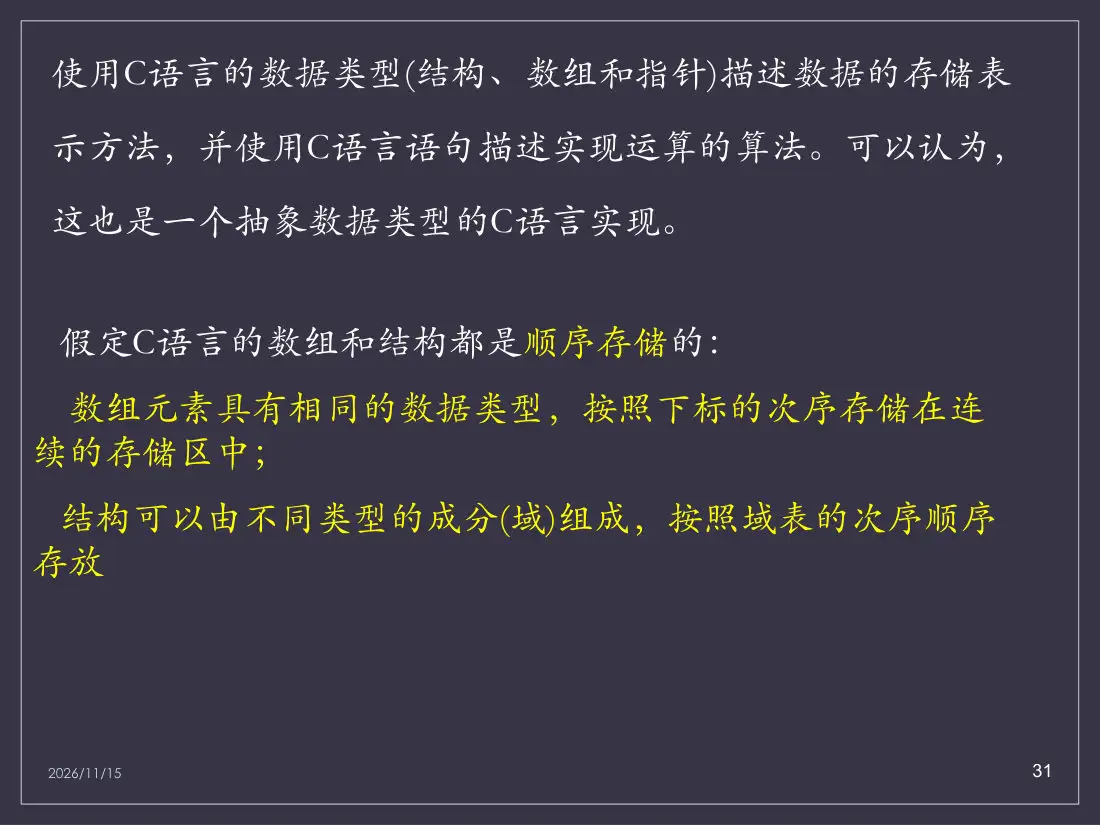 使用C语言的数据类型(结构、数组和指针)描述数据的存储表
示方法，并使用C语言语句描述实现运算的算法。可以认为，
这也是一个抽象数据类型的C语言实现。
假定C语言的数组和结构都是顺序存储的：
数组元素具有相同的数据类型，按照下标的次序存储在连
续的存储区中；
结构可以由不同类型的成分(域)组成，按照域表的次序顺序
存放
2026/11/15
31